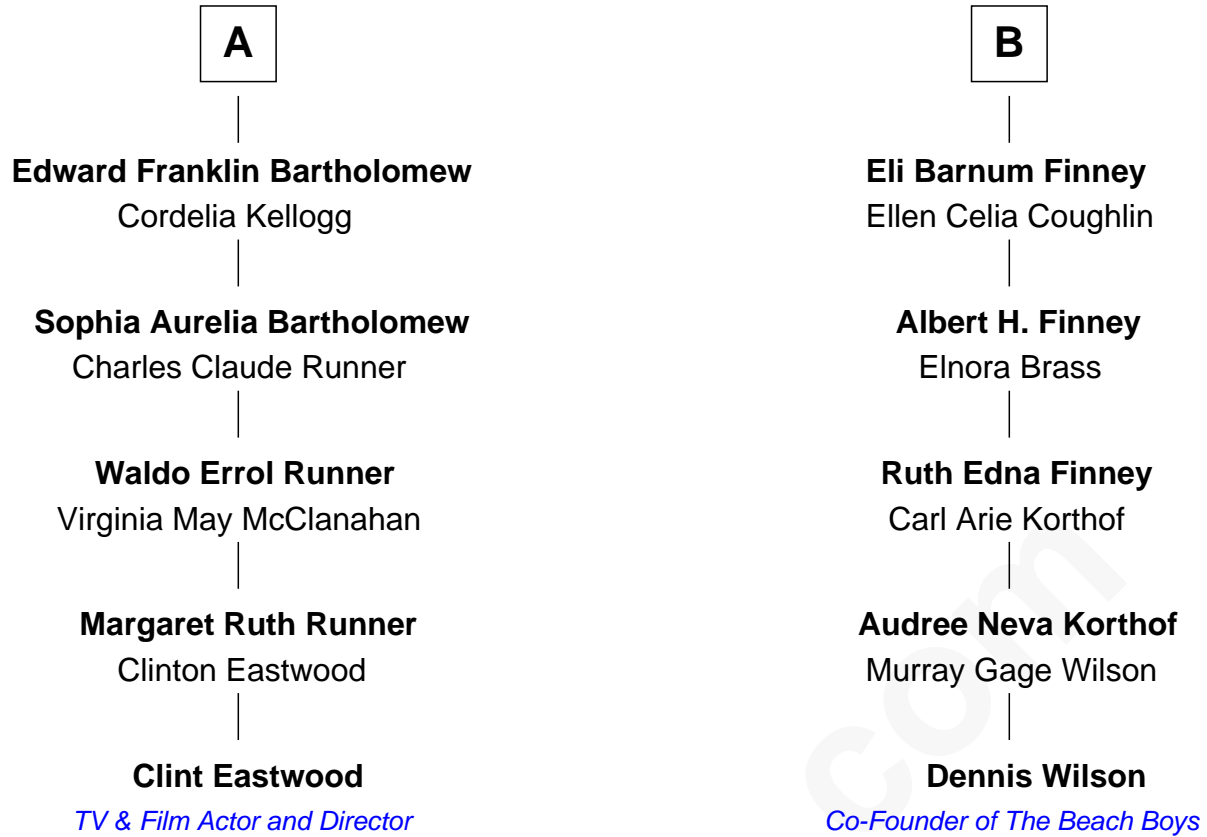 A
Edward Franklin Bartholomew
Cordelia Kellogg
Sophia Aurelia Bartholomew
Charles Claude Runner
Waldo Errol Runner
Virginia May McClanahan
Margaret Ruth Runner
Clinton Eastwood
Clint Eastwood
TV & Film Actor and Director
B
Eli Barnum Finney
Ellen Celia Coughlin
Albert H. Finney
Elnora Brass
Ruth Edna Finney
Carl Arie Korthof
Audree Neva Korthof
Murray Gage Wilson
Dennis Wilson
Co-Founder of The Beach Boys
com